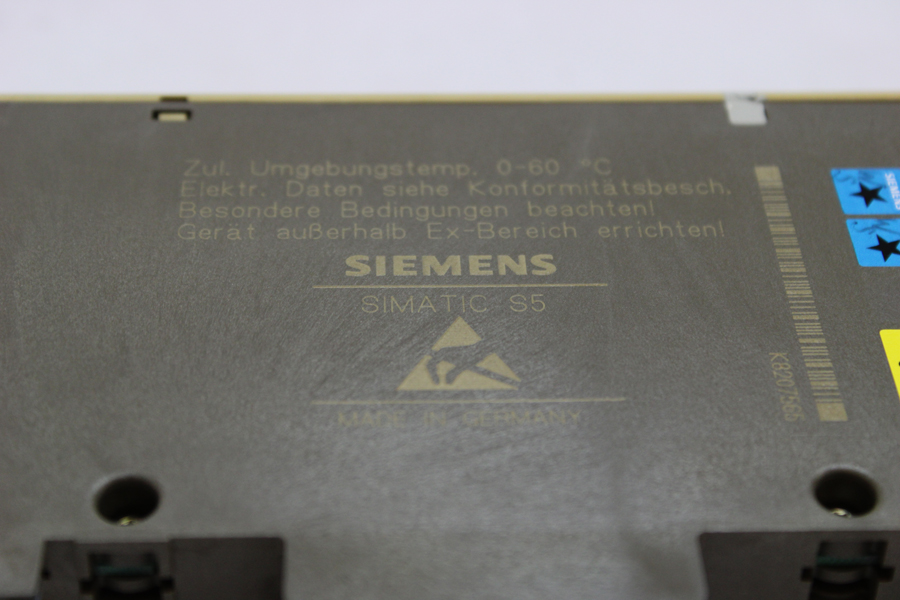 Zul. Umgebungstemp. 0-60 °C
Elektr. Daten siehe Konformitätsbesch.
Besondere Bedingungen beachten!
Gerät außerhalb Ex-Bereich errichten!
SIEMENS
SIMATIC S5
MADE IN GERMANY